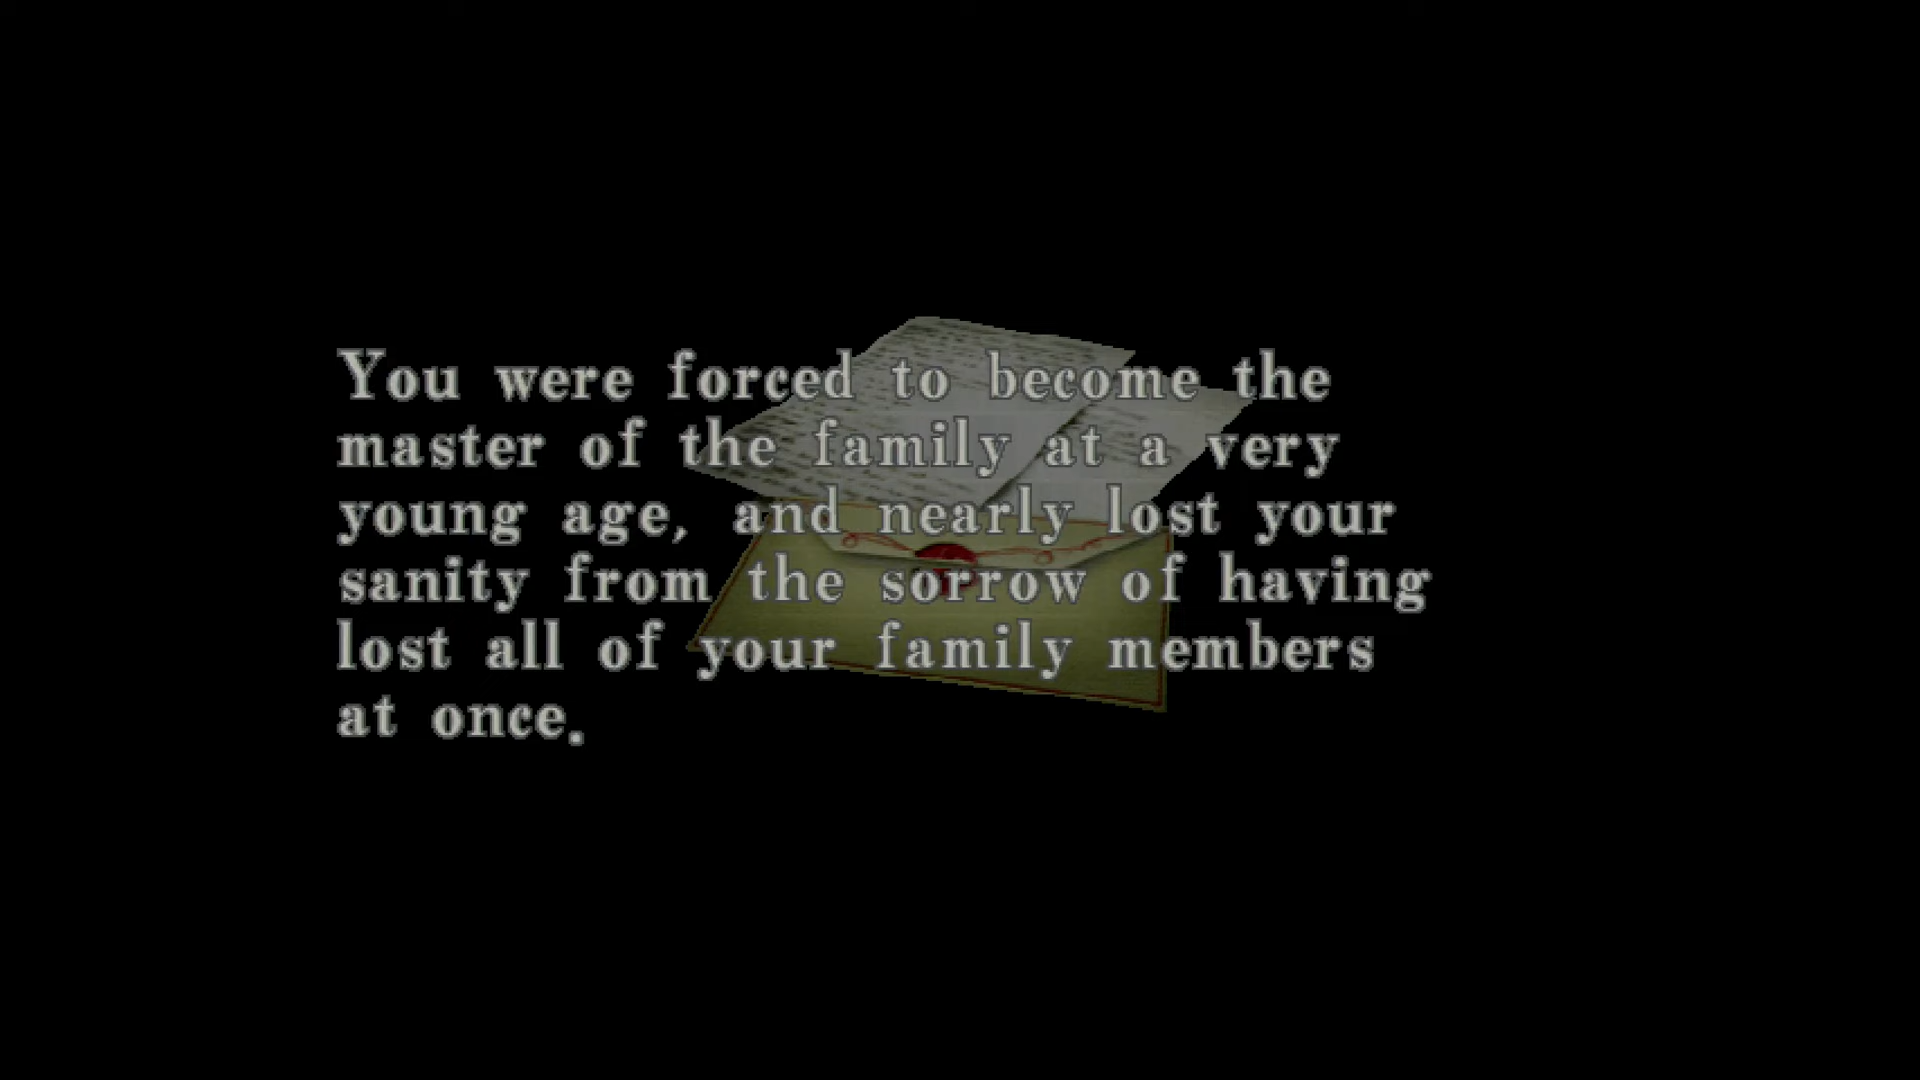 You were forced to become the
master of the family at a very
young age, and nearly lost your
sanity from the sorrow of having
lost all of your family members
at once.